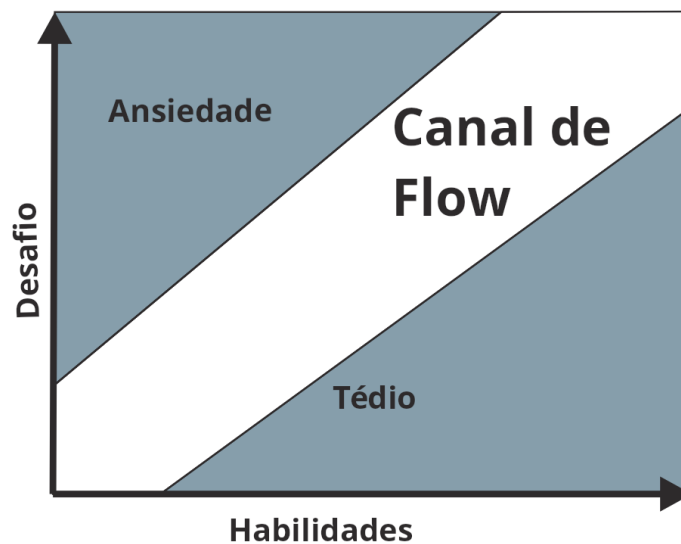 Ansiedade
Canal de
Flow
Desafio
Tédio
Habilidades